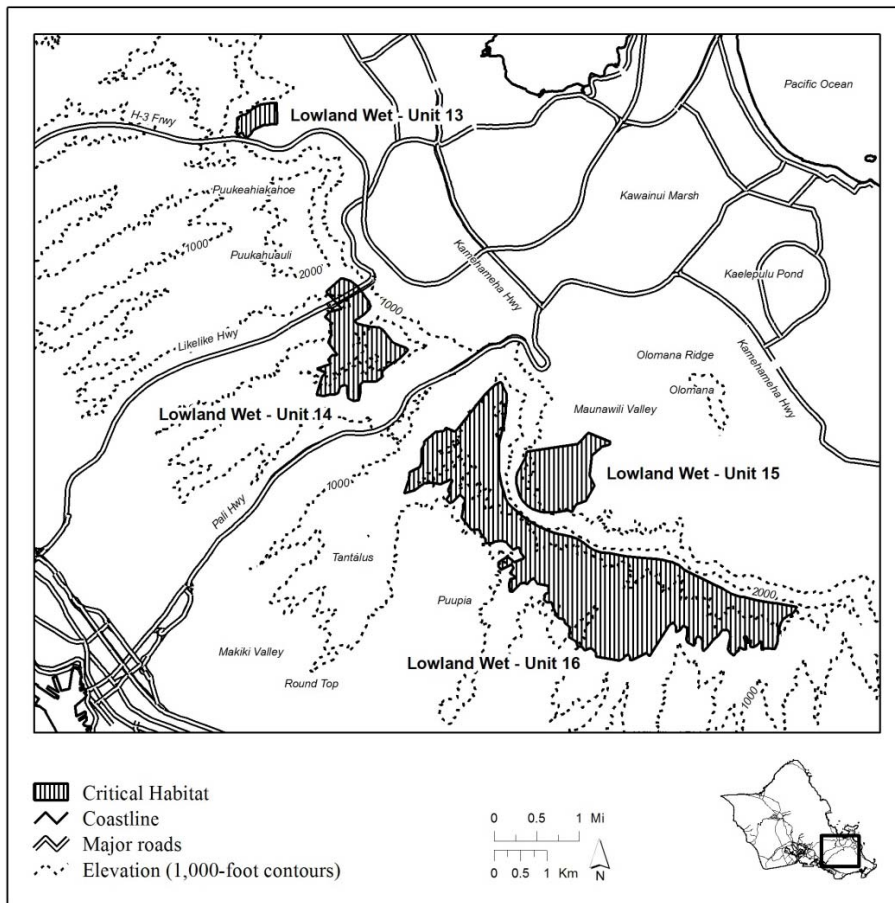 Pacific Ocean
H-3 Frwy
Lowland Wet - Unit 13
Puukeahiakahoe
Kawainui Marsh
1000
Puukahuauli
Kamehameha Hwy
2000
Kaelepulu Pond
1000
Likelike Hwy
Olomana Ridge
Kamehameha Hwy
Olomana
Lowland Wet - Unit 14
Maunawili Valley
Lowland Wet - Unit 15
1000
Pali Hwy
Tantalus
2000
Puupia
Makiki Valley
Lowland Wet - Unit 16
Round Top
1000
Critical Habitat
Coastline
Major roads
Elevation (1,000-foot contours)
0 0.5 1 Mi
0 0.5 1 Km
N